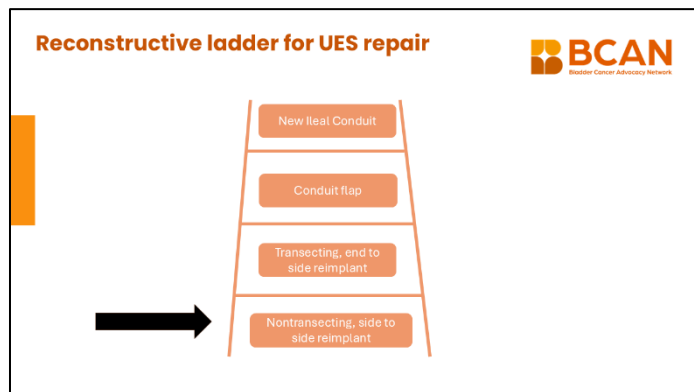 Reconstructive ladder for UES repair
BCAN
Bladder Cancer Advocacy Network
New Ileal Conduit
Conduit flap
Transecting, end to
side reimplant
Nontransecting, side to
side reimplant